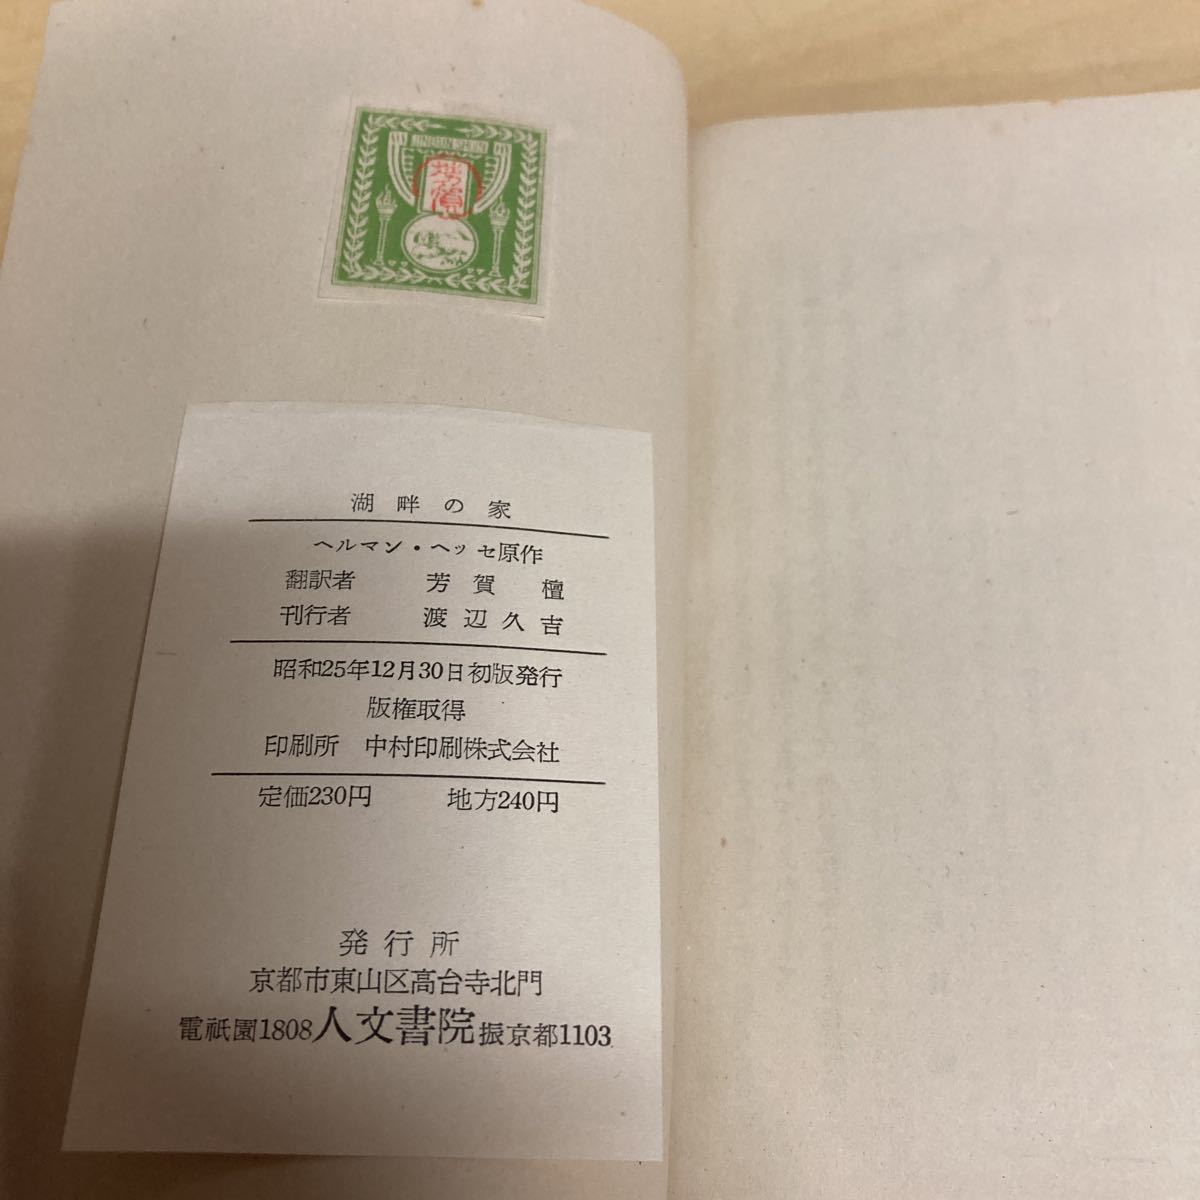 JINBUN SHOIN
芳賀
湖畔の家
ヘルマン・ヘッセ原作
翻訳者 芳賀 檀
刊行者 渡辺久吉
昭和25年12月30日初版発行
版権取得
印刷所 中村印刷株式会社
定価230円 地方240円
発行所
京都市東山区高台寺北門
電祇園1808人文書院振京都1103